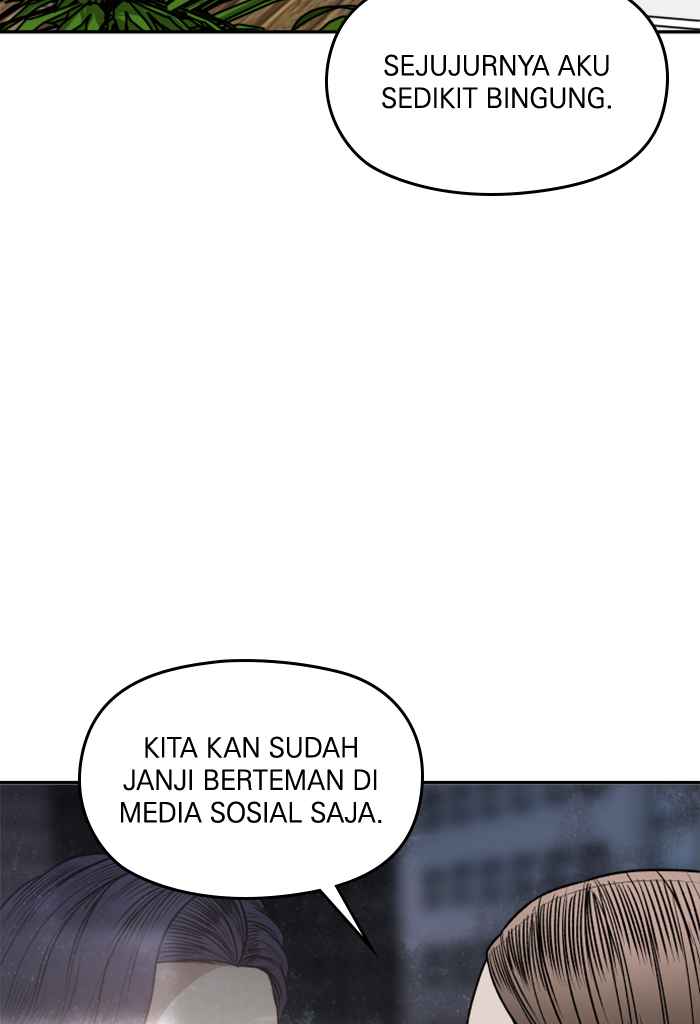 SEJUJURNYA AKU
SEDIKIT BINGUNG.
KITA KAN SUDAH
JANJI BERTEMAN DI
MEDIA SOSIAL SAJA.